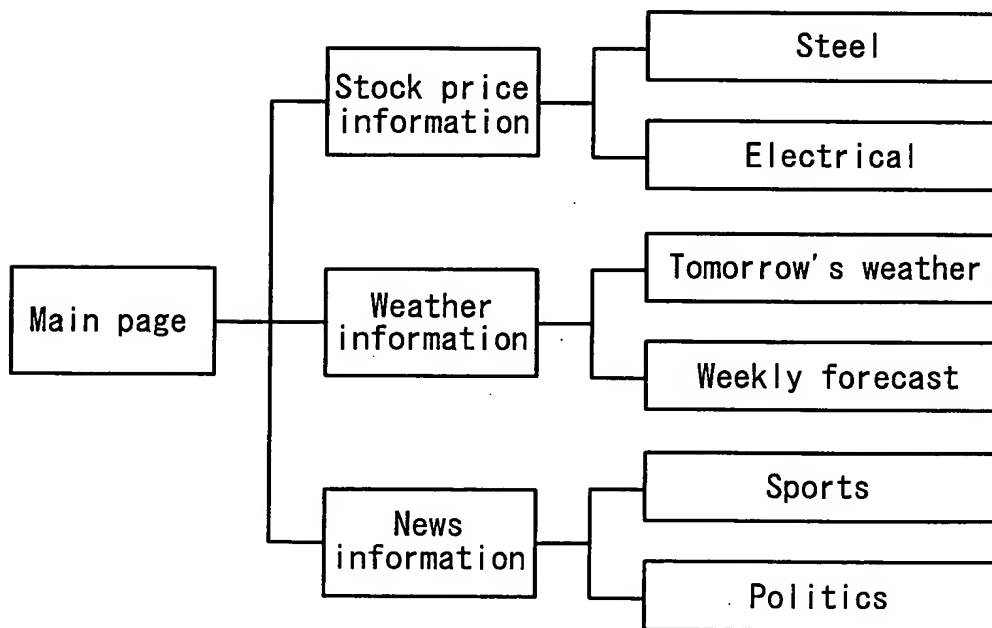 Main page
Stock price
information
Steel
Electrical
Weather
information
Tomorrow's weather
Weekly forecast
News
information
Sports
Politics